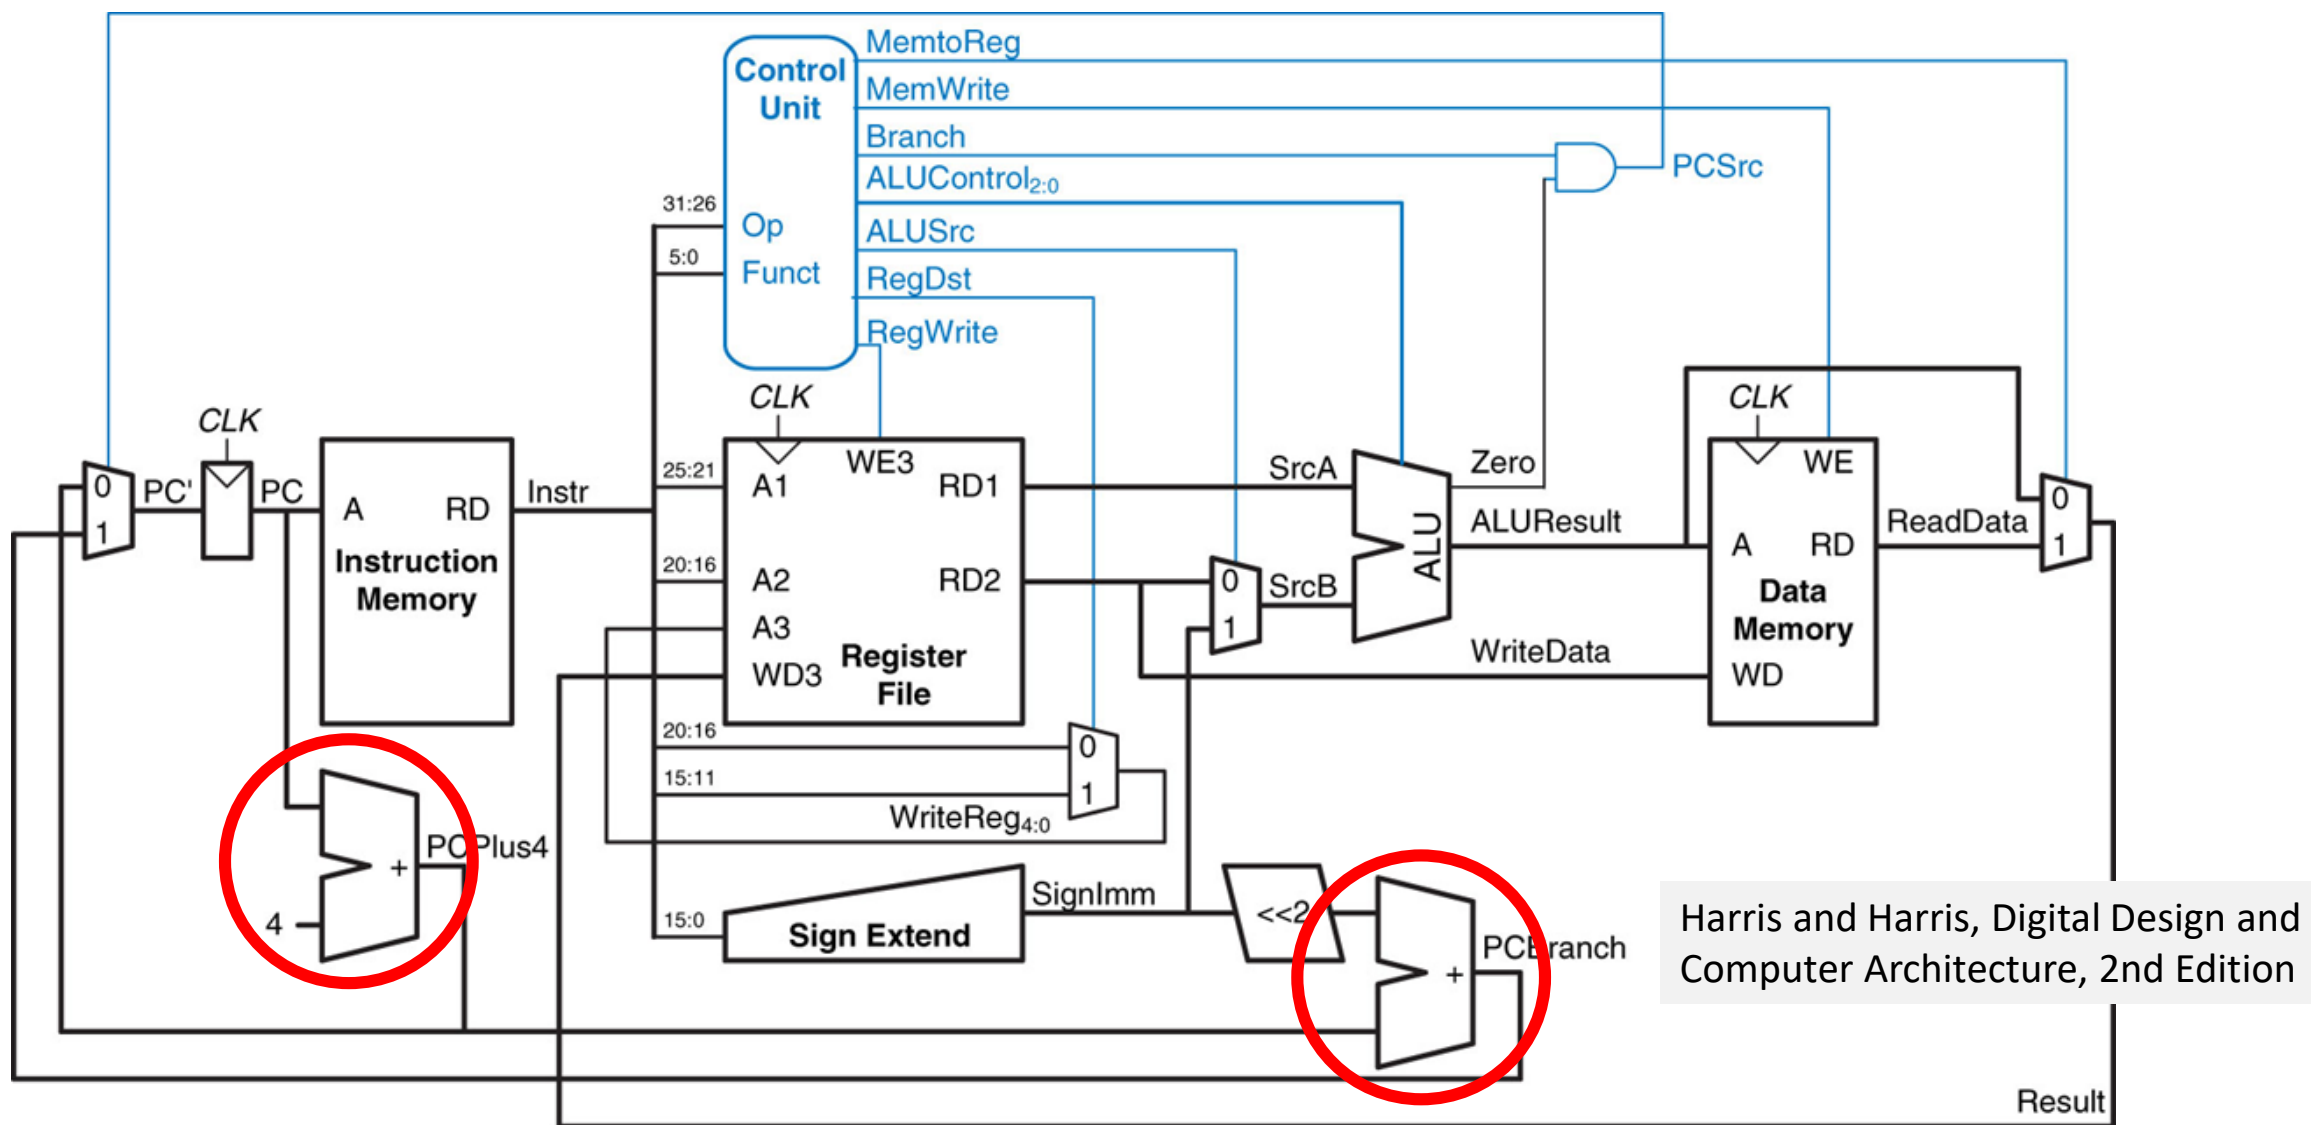 MemtoReg
Control
Unit
MemWrite
Branch
PCSrc
ALUControl2:0
31:26
Op
ALUSrc
5:0
Funct
RegDst
RegWrite
CLK
CLK
CLK
0
1
PC'
PC
A
RD
Instruction
Memory
Instr
25:21
A1
WE3
RD1
SrcA
Zero
ALU
ALUResult
WE
A
RD
Data
Memory
WD
ReadData
0
1
20:16
A2
RD2
0
1
SrcB
A3
WD3
Register
File
WriteData
20:16
0
15:11
1
WriteReg4:0
PCPlus4
+
4
15:0
Sign Extend
SignImm
<<2
+
PCBranch
Harris and Harris, Digital Design and
Computer Architecture, 2nd Edition
Result